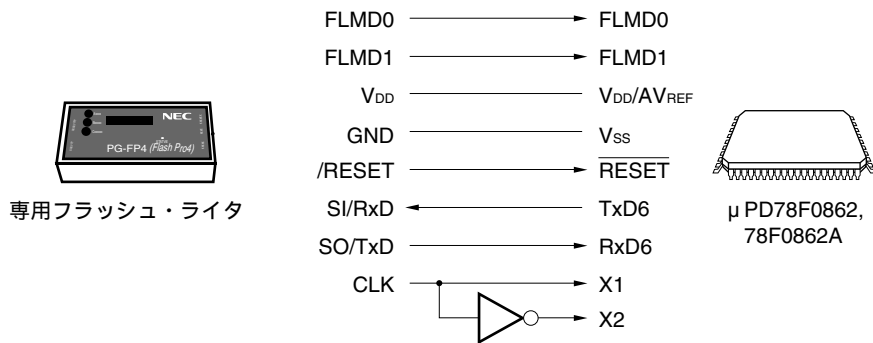 FLMD0 FLMD0
FLMD1 FLMD1
VDD VDD/AVREF
GND VSS
/RESET RESET
SI/RxD TxD6
SO/TxD RxD6
CLK X1
X2
NEC
PG-FP4 (Flash Pro4)
専用フラッシュ・ライタ
μ PD78F0862,
78F0862A